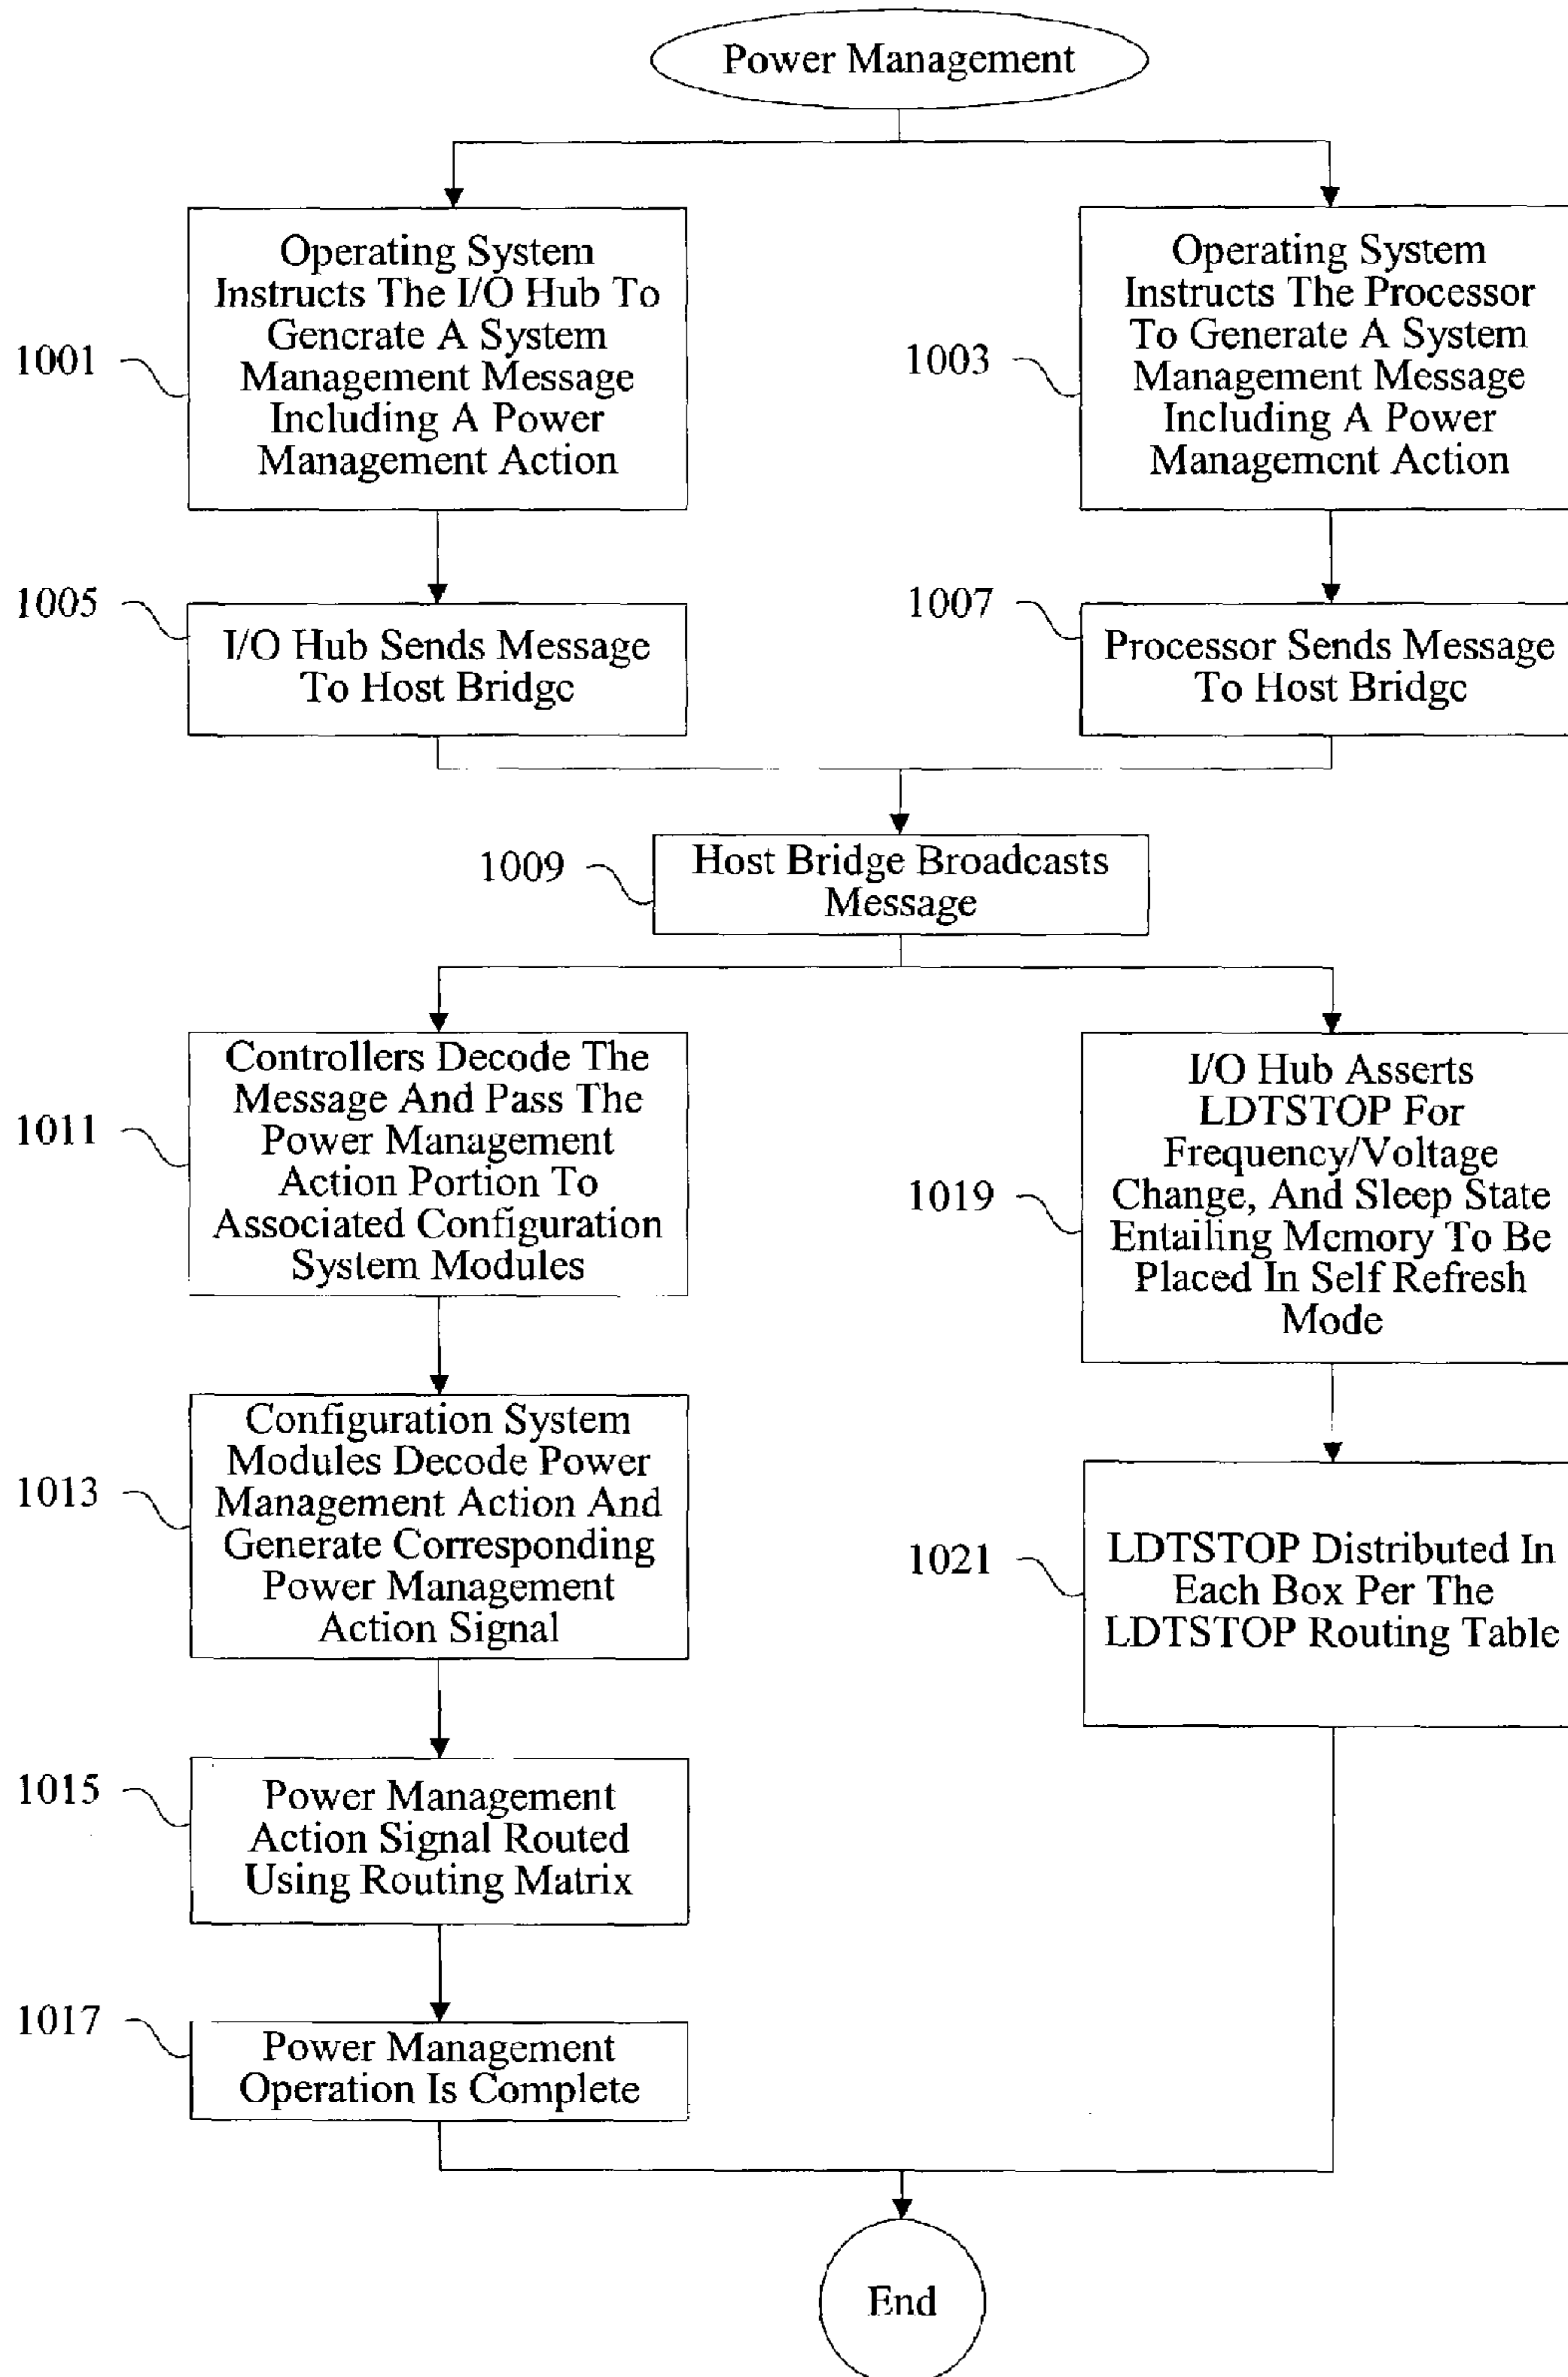 Power Management
Operating System
Instructs The I/O Hub To
Generate A System
Management Message
Including A Power
Management Action
1001
Operating System
Instructs The Processor
To Generate A System
Management Message
Including A Power
Management Action
1003
1005
I/O Hub Sends Message
To Host Bridge
1007
Processor Sends Message
To Host Bridge
1009
Host Bridge Broadcasts
Message
1011
Controllers Decode The
Message And Pass The
Power Management
Action Portion To
Associated Configuration
System Modules
1019
I/O Hub Asserts
LDTSTOP For
Frequency/Voltage
Change, And Sleep State
Entailing Memory To Be
Placed In Self Refresh
Mode
1013
Configuration System
Modules Decode Power
Management Action And
Generate Corresponding
Power Management
Action Signal
1021
LDTSTOP Distributed In
Each Box Per The
LDTSTOP Routing Table
1015
Power Management
Action Signal Routed
Using Routing Matrix
1017
Power Management
Operation Is Complete
End